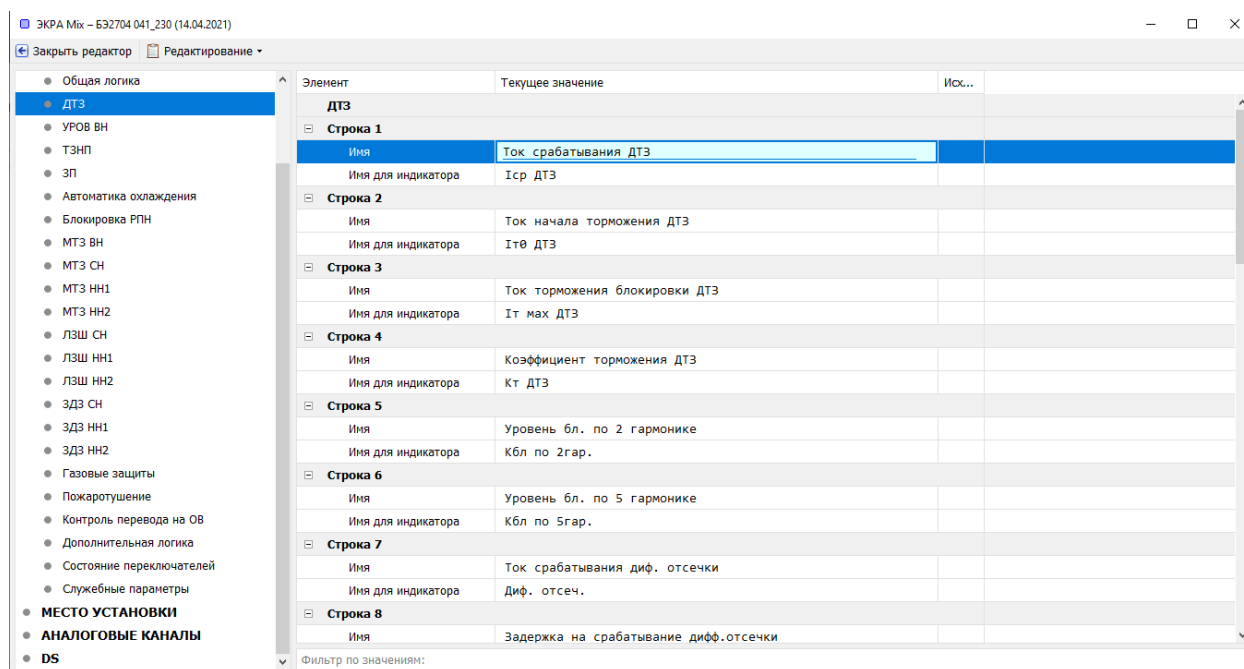 ЭКРА Mix – БЭ2704 041_230 (14.04.2021)
Закрыть редактор Редактирование
Общая логика
ДТЗ
УРОВ ВН
ТЗНП
ЗП
Автоматика охлаждения
Блокировка РПН
МТЗ ВН
МТЗ СН
МТЗ НН1
МТЗ НН2
ЛЗШ СН
ЛЗШ НН1
ЛЗШ НН2
ЗДЗ СН
ЗДЗ НН1
ЗДЗ НН2
Газовые защиты
Пожаротушение
Контроль перевода на ОВ
Дополнительная логика
Состояние переключателей
Служебные параметры
МЕСТО УСТАНОВКИ
АНАЛОГОВЫЕ КАНАЛЫ
DS
Элемент Текущее значение Исх...
ДТЗ
Строка 1
Имя Ток срабатывания ДТЗ
Имя для индикатора Iср ДТЗ
Строка 2
Имя Ток начала торможения ДТЗ
Имя для индикатора Iт0 ДТЗ
Строка 3
Имя Ток торможения блокировки ДТЗ
Имя для индикатора Iт мах ДТЗ
Строка 4
Имя Коэффициент торможения ДТЗ
Имя для индикатора Кт ДТЗ
Строка 5
Имя Уровень бл. по 2 гармонике
Имя для индикатора Кбл по 2гар.
Строка 6
Имя Уровень бл. по 5 гармонике
Имя для индикатора Кбл по 5гар.
Строка 7
Имя Ток срабатывания диф. отсечки
Имя для индикатора Диф. отсеч.
Строка 8
Имя Задержка на срабатывание дифф.отсечки
Фильтр по значениям: